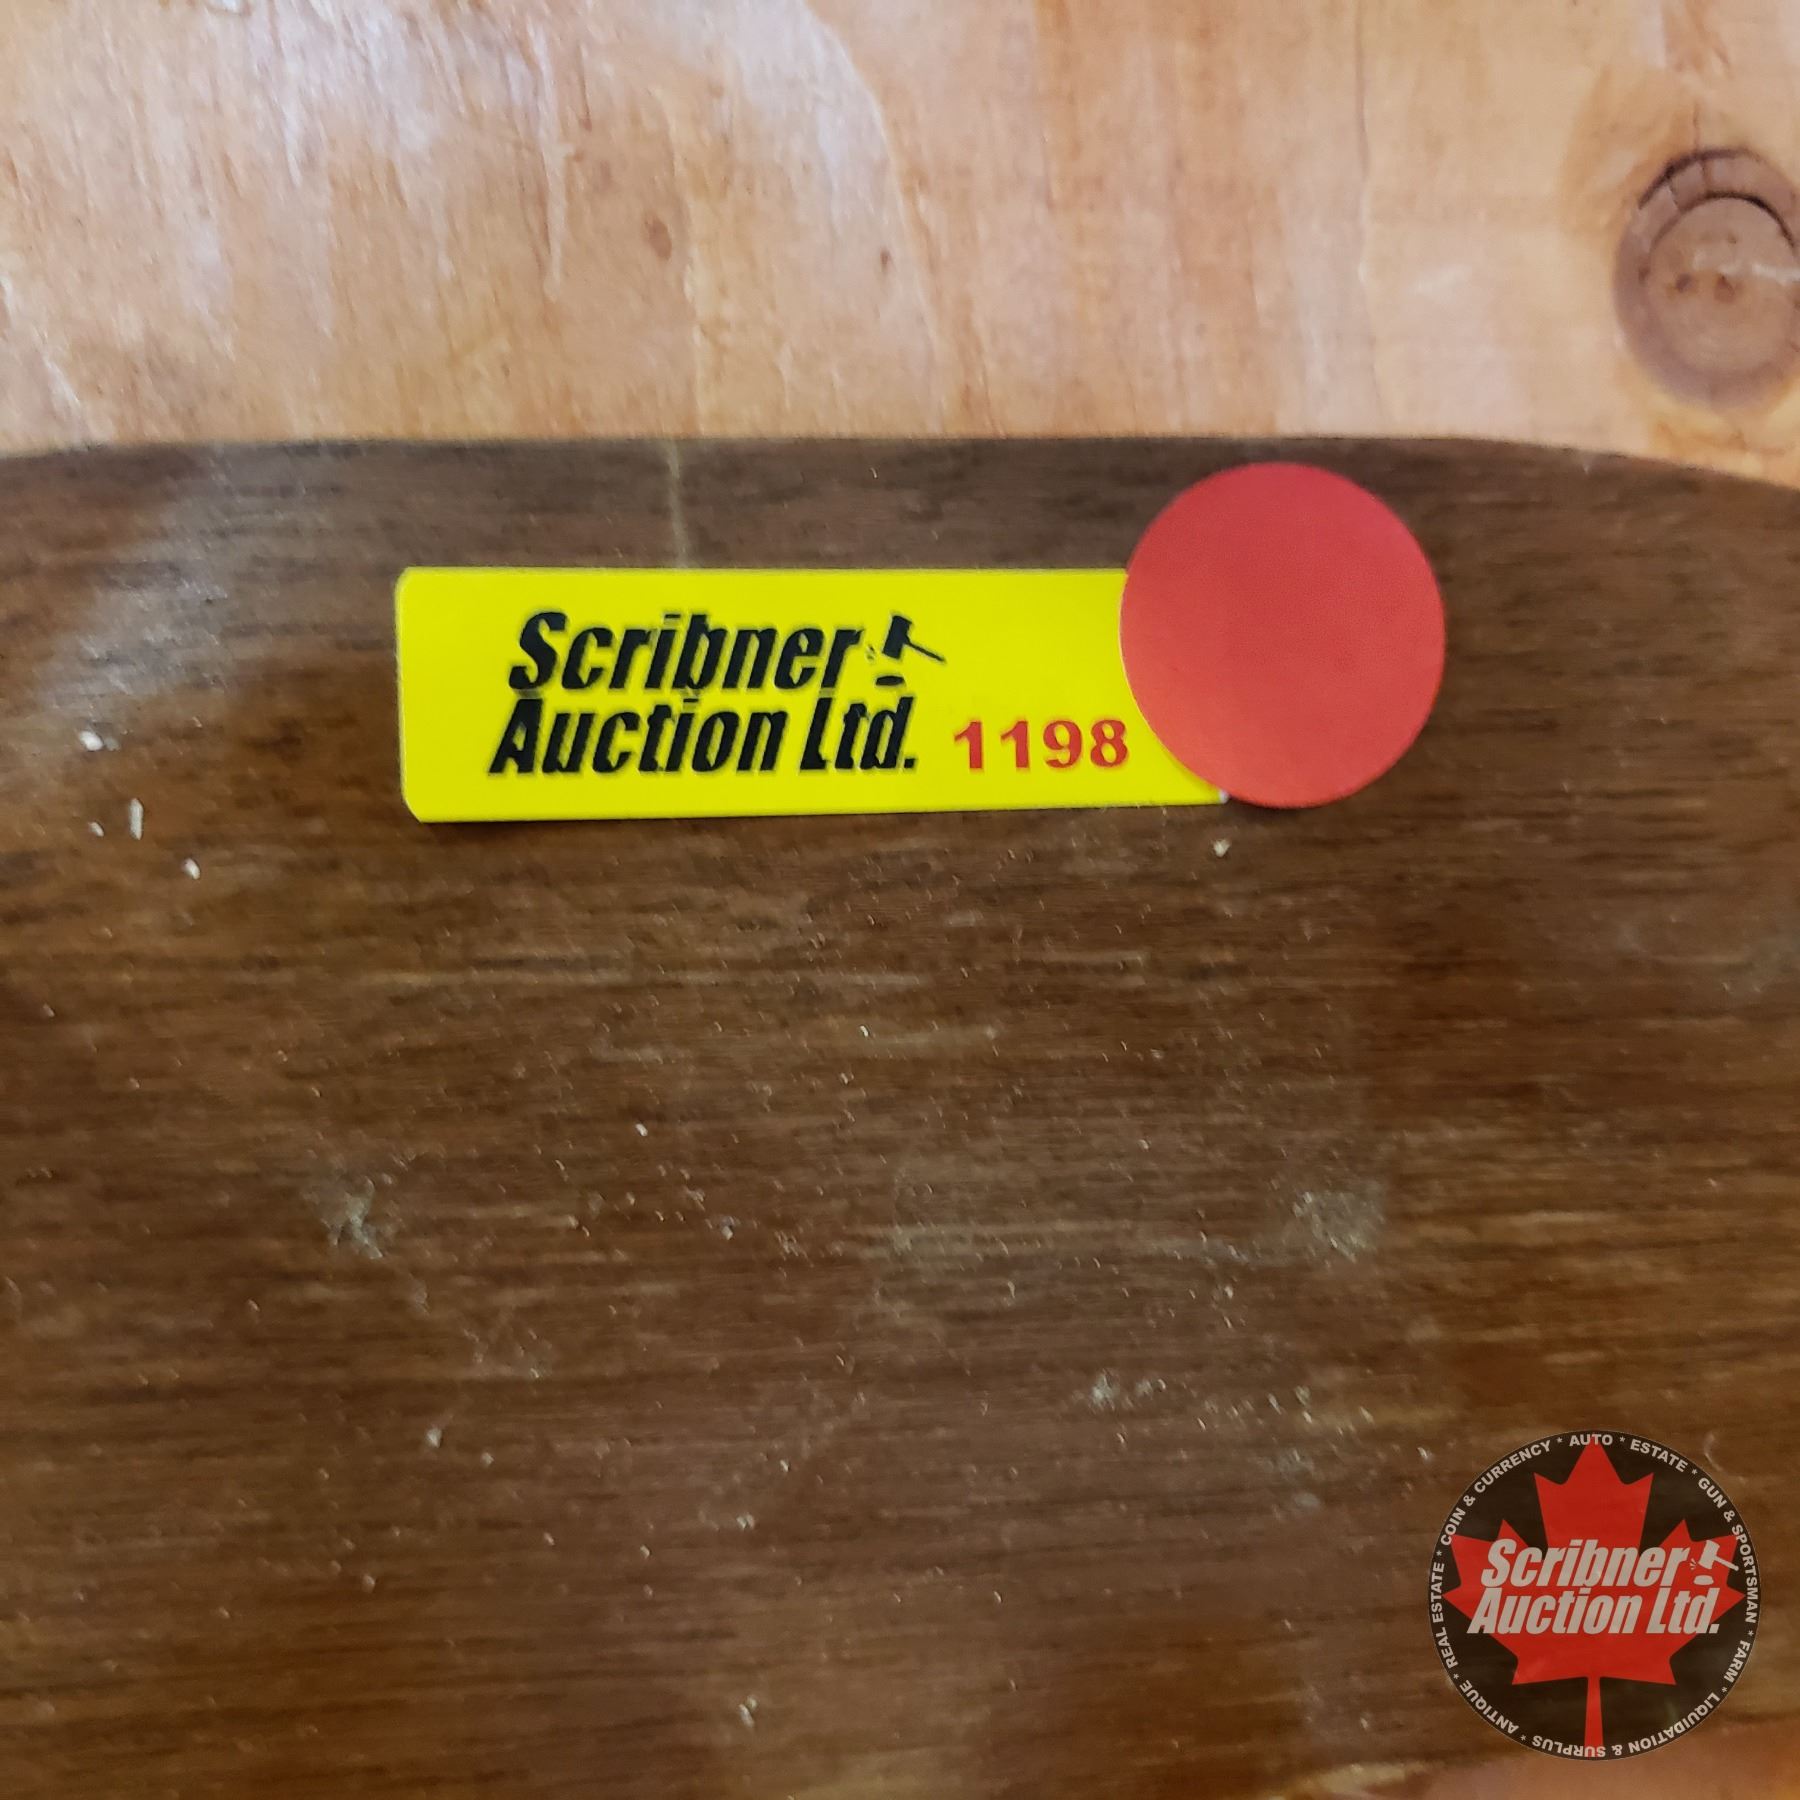 Scribner
Auction Ltd. 1198
COIN & CURRENCY * AUTO * ESTATE * GUN & SPORTSMAN * FARM * LIQUIDATION & SURPLUS * ANTIQUE * REAL ESTATE *
Scribner
Auction Ltd.